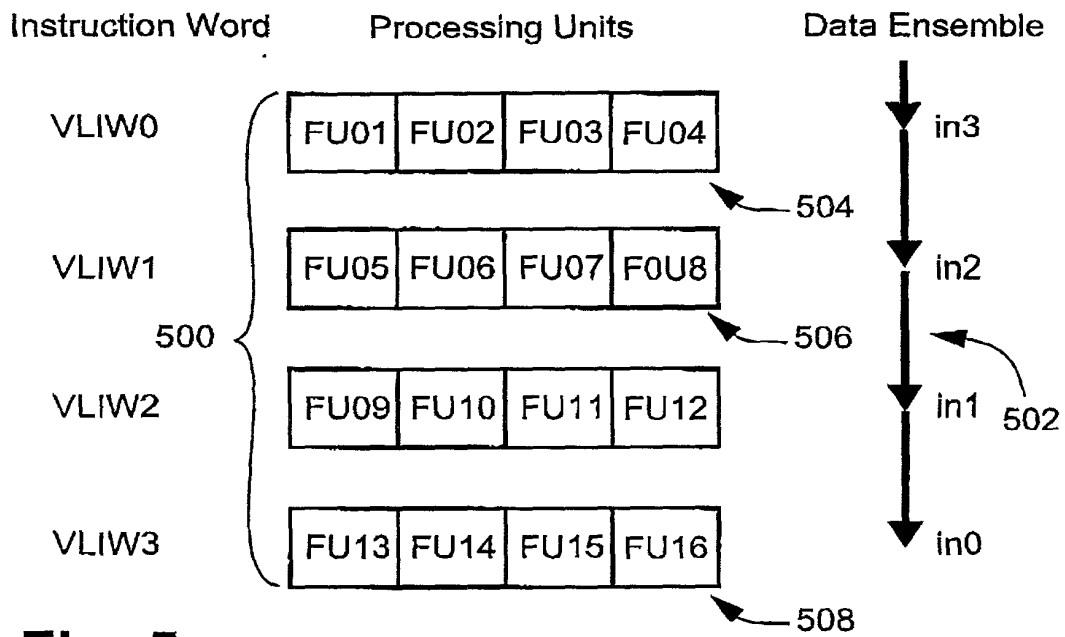 Instruction Word Processing Units Data Ensemble
VLIW0 FU01 FU02 FU03 FU04 in3
504
VLIW1 FU05 FU06 FU07 F0U8 in2
500 506
VLIW2 FU09 FU10 FU11 FU12 in1 502
VLIW3 FU13 FU14 FU15 FU16 in0
508